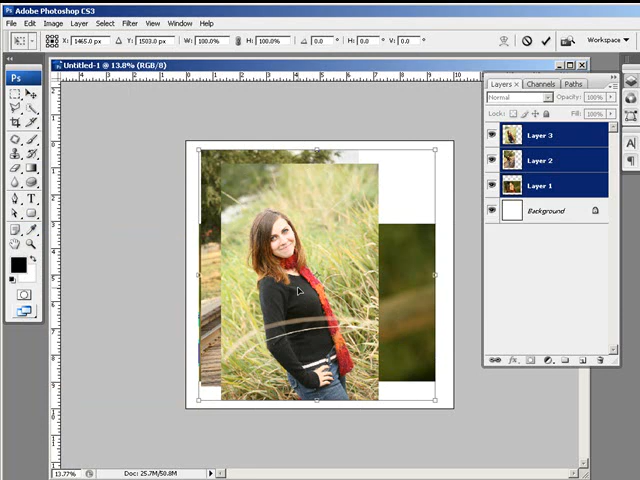 Adobe Photoshop CS3
File Edit Image Layer Select Filter View Window Help
X: 1465.0 px Y: 1503.0 px W: 100.0% H: 100.0% 0.0 ° H: 0.0 ° V: 0.0 °
Workspace
Untitled-1 @ 13.8% (RGB/8)
Ps
Layers × Channels Paths
Normal Opacity: 100%
Lock: Fill: 100%
Layer 3
Layer 2
Layer 1
Background
13.77% Doc: 25.7M/50.8M